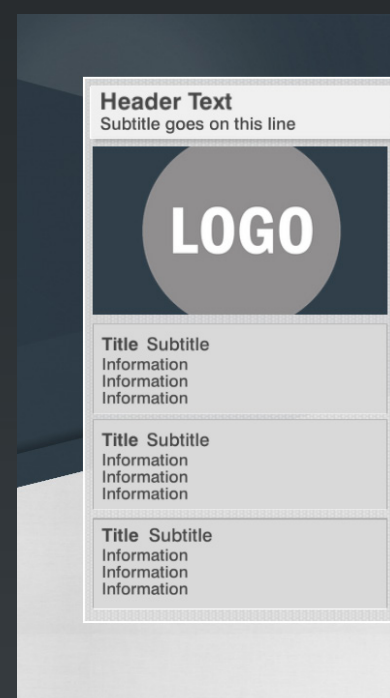 Header Text
Subtitle goes on this line
LOGO
Title Subtitle
Information
Information
Information
Title Subtitle
Information
Information
Information
Title Subtitle
Information
Information
Information